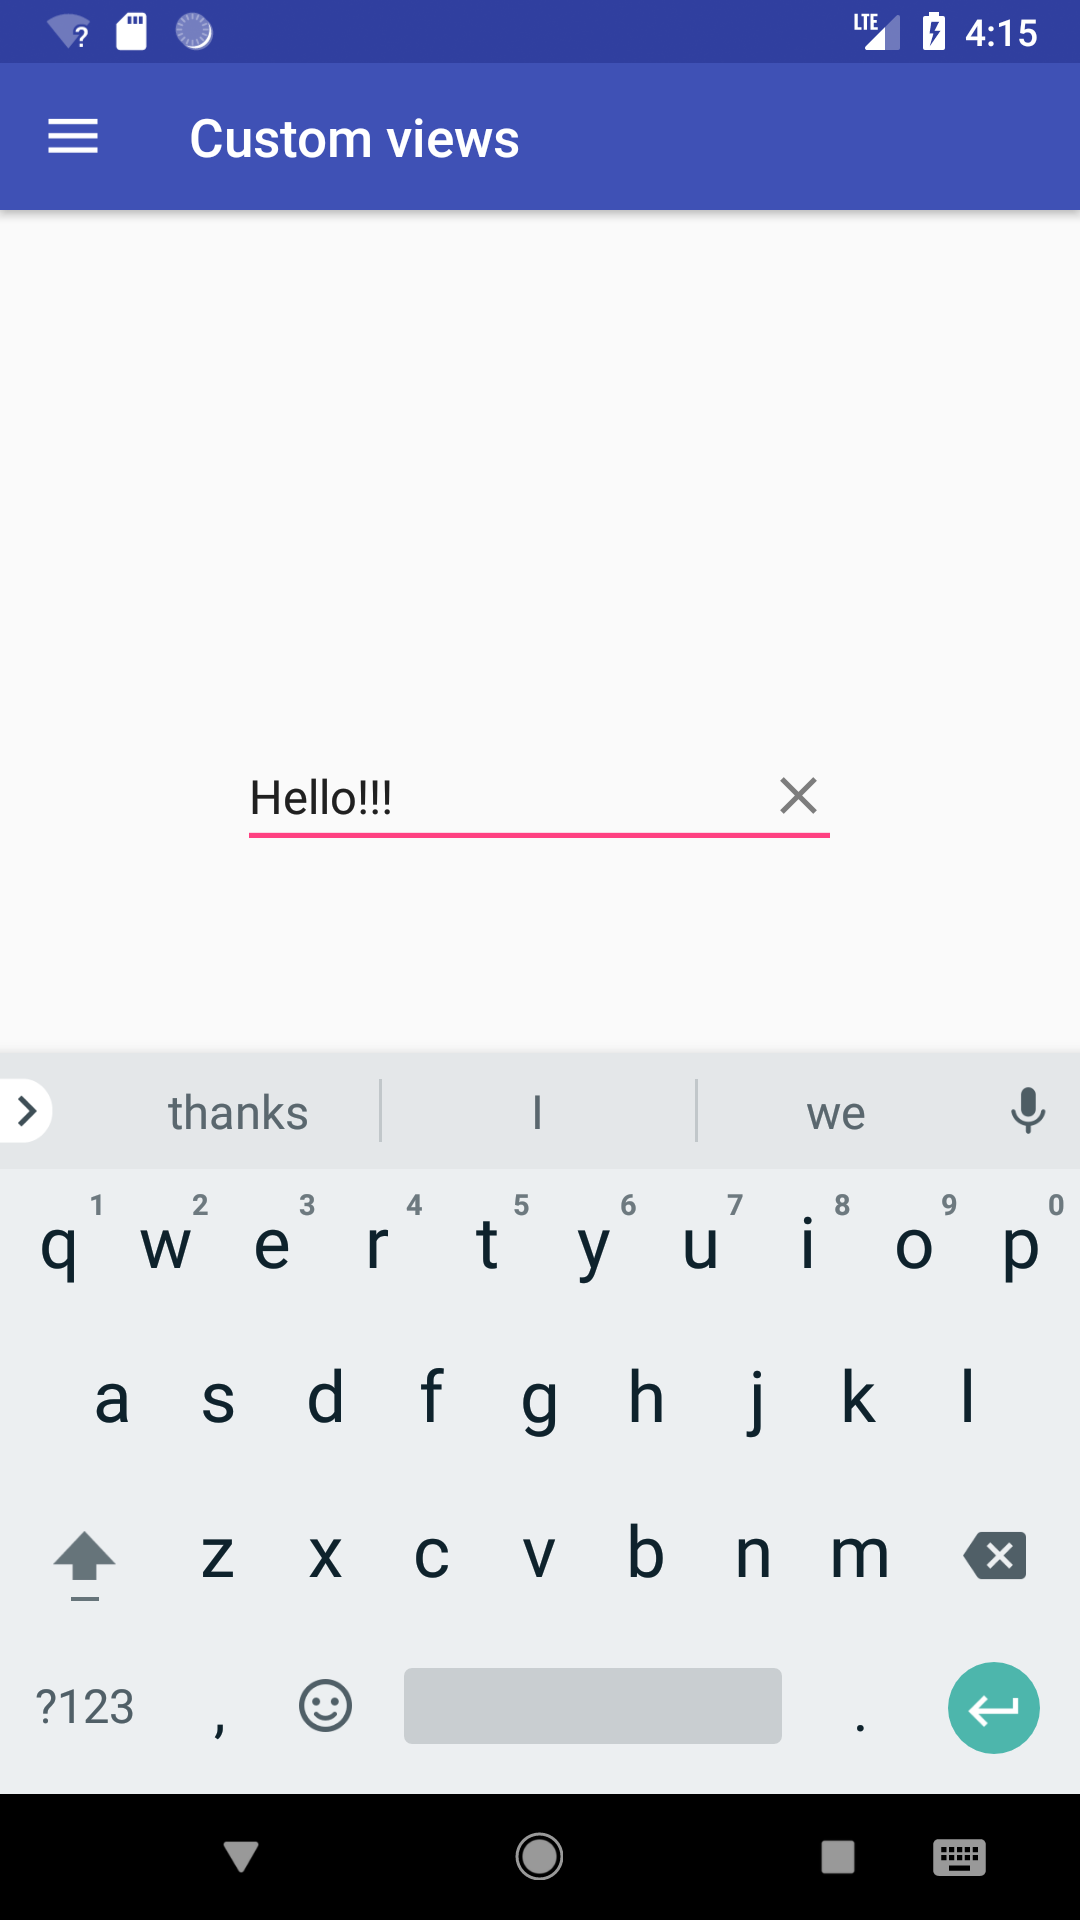 ? LTE 4:15
Custom views
Hello!!!
thanks I we
1 2 3 4 5 6 7 8 9 0
q w e r t y u i o p
a s d f g h j k l
z x c v b n m
?123 , .